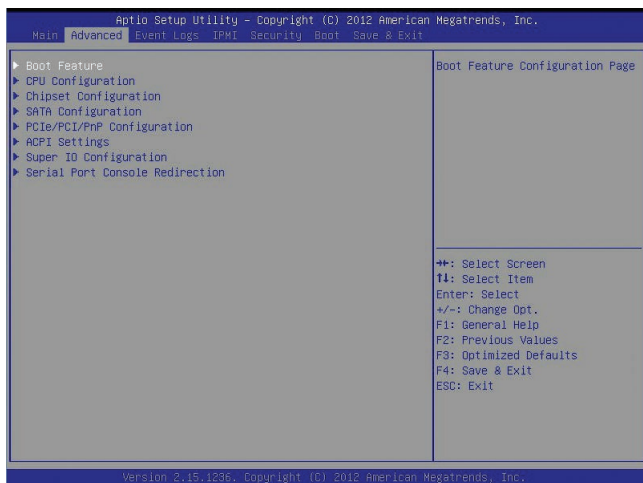 Aptio Setup Utility – Copyright (C) 2012 American Megatrends, Inc.
Main Advanced Event Logs IPMI Security Boot Save & Exit
Boot Feature
CPU Configuration
Chipset Configuration
SATA Configuration
PCIe/PCI/PnP Configuration
ACPI Settings
Super IO Configuration
Serial Port Console Redirection
Boot Feature Configuration Page
→←: Select Screen
↑↓: Select Item
Enter: Select
+/-: Change Opt.
F1: General Help
F2: Previous Values
F3: Optimized Defaults
F4: Save & Exit
ESC: Exit
Version 2.15.1236. Copyright (C) 2012 American Megatrends, Inc.